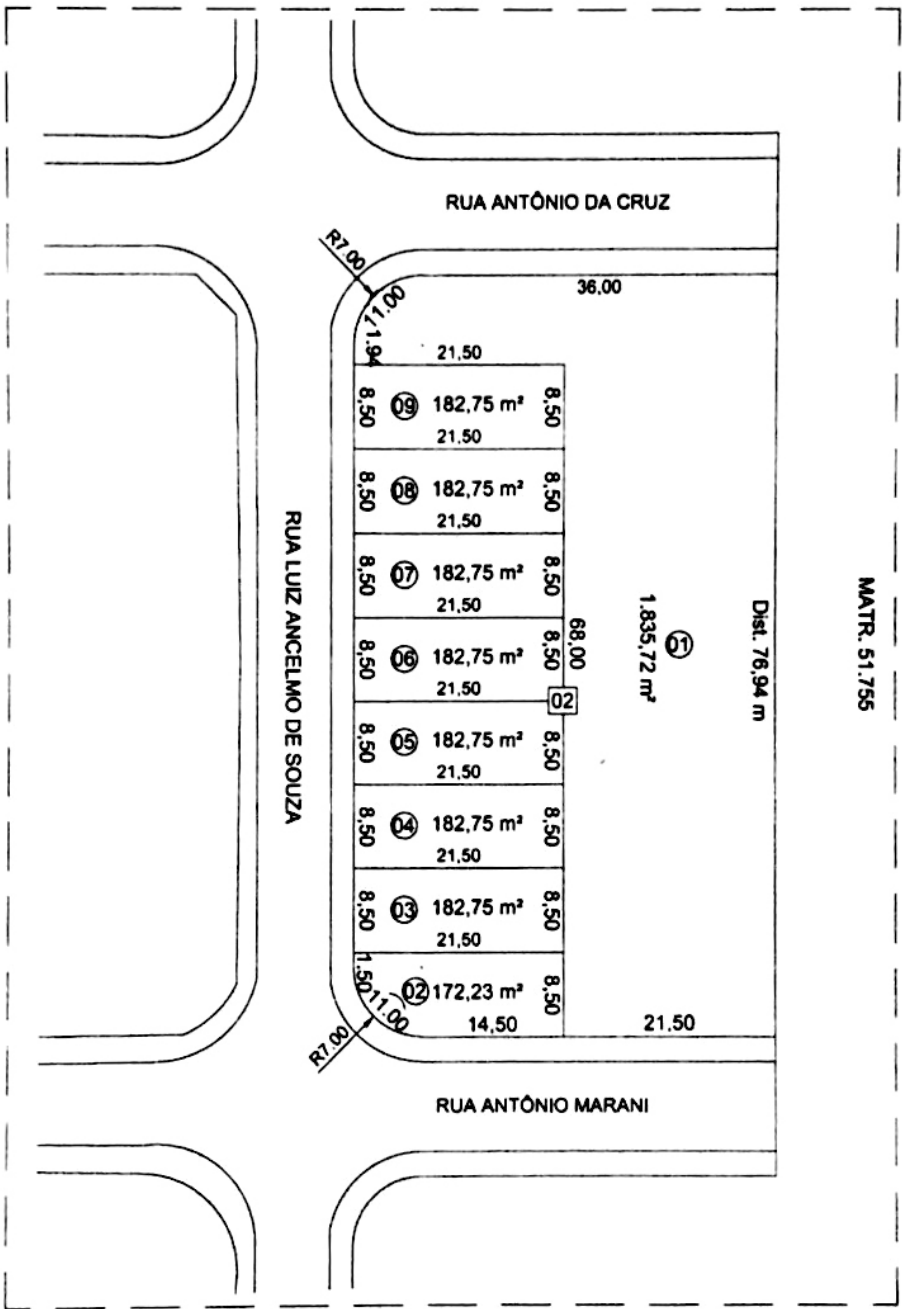 RUA ANTÔNIO DA CRUZ
R7.00
11.00
1.94
36,00
21,50
8,50
09
182,75 m²
8,50
21,50
8,50
08
182,75 m²
8,50
21,50
8,50
07
182,75 m²
8,50
21,50
8,50
06
182,75 m²
8,50
68,00
21,50
02
8,50
05
182,75 m²
8,50
21,50
8,50
04
182,75 m²
8,50
21,50
8,50
03
182,75 m²
8,50
21,50
1.50
11.00
02
172,23 m²
8,50
14,50
21.50
R7.00
01
1.835,72 m²
Dist. 76,94 m
MATR. 51.755
RUA LUIZ ANCELMO DE SOUZA
RUA ANTÔNIO MARANI